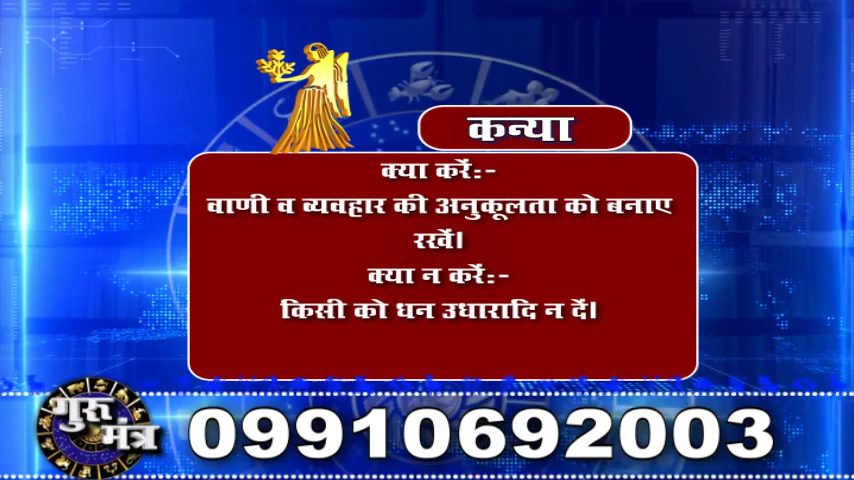 कन्या
क्या करें:-
वाणी व व्यवहार की अनुकूलता को बनाए
रखें।
क्या न करें:-
किसी को धन उधारादि न दें।
गुरु
मंत्र
09910692003